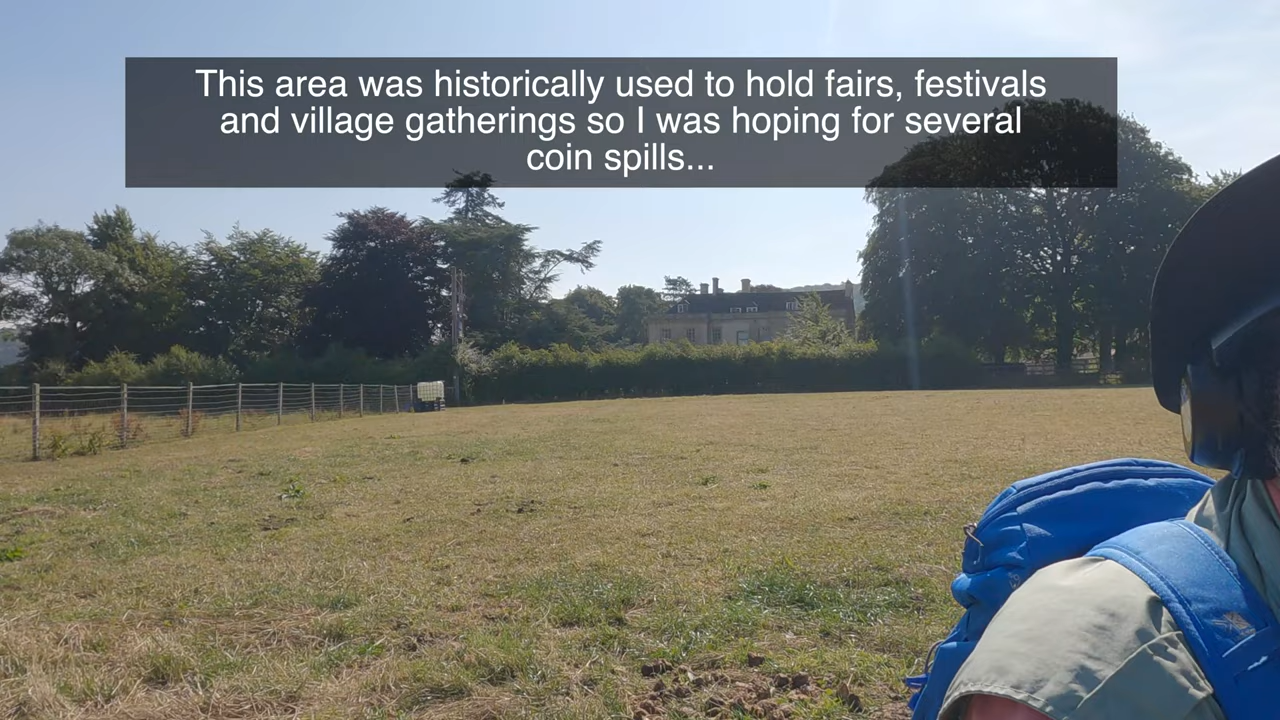 This area was historically used to hold fairs, festivals
and village gatherings so I was hoping for several
coin spills...